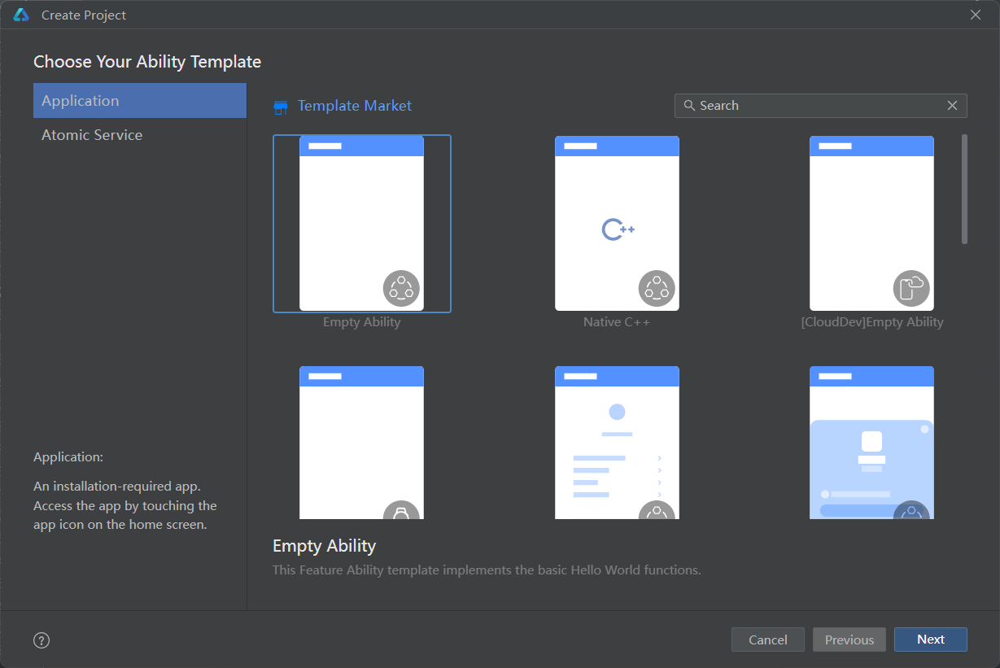 Create Project
Choose Your Ability Template
Application
Atomic Service
Template Market
Search
C++
Empty Ability
Native C++
[CloudDev]Empty Ability
Application:
An installation-required app.
Access the app by touching the
app icon on the home screen.
Empty Ability
This Feature Ability template implements the basic Hello World functions.
?
Cancel
Previous
Next